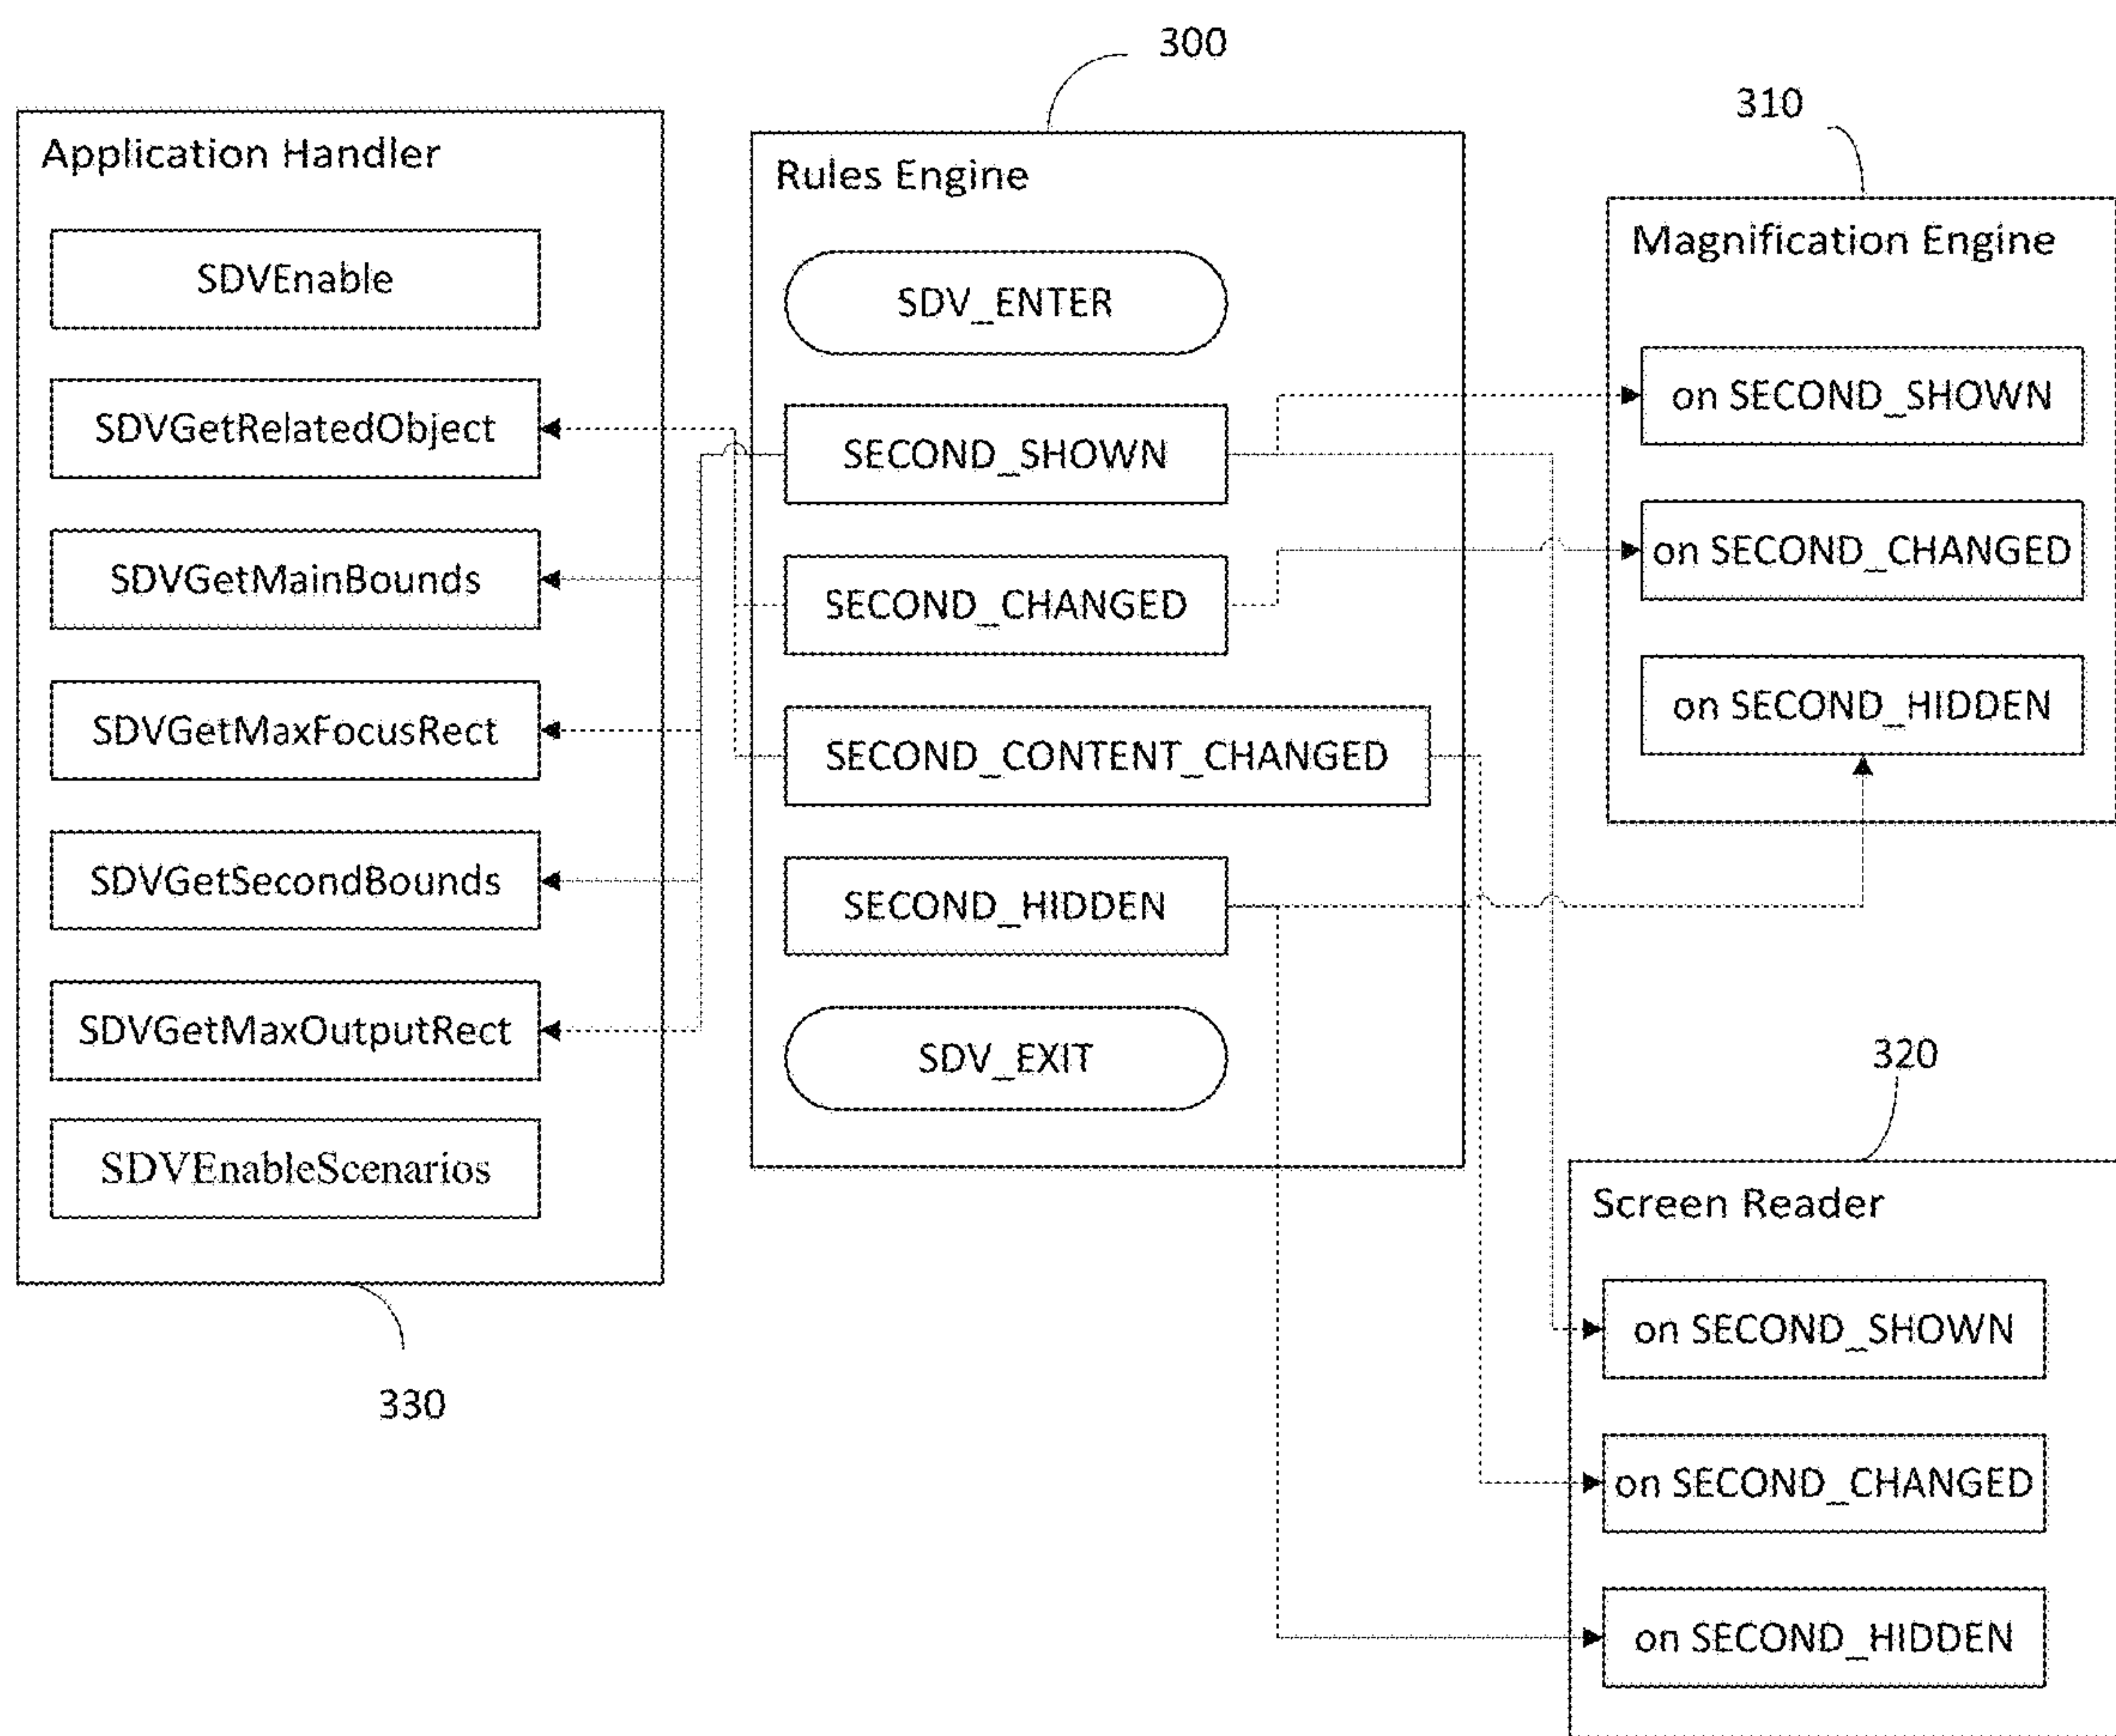 300
310
Application Handler
SDVEnable
SDVGetRelatedObject
SDVGetMainBounds
SDVGetMaxFocusRect
SDVGetSecondBounds
SDVGetMaxOutputRect
SDVEnableScenarios
330
Rules Engine
SDV_ENTER
SECOND_SHOWN
SECOND_CHANGED
SECOND_CONTENT_CHANGED
SECOND_HIDDEN
SDV_EXIT
Magnification Engine
on SECOND_SHOWN
on SECOND_CHANGED
on SECOND_HIDDEN
320
Screen Reader
on SECOND_SHOWN
on SECOND_CHANGED
on SECOND_HIDDEN